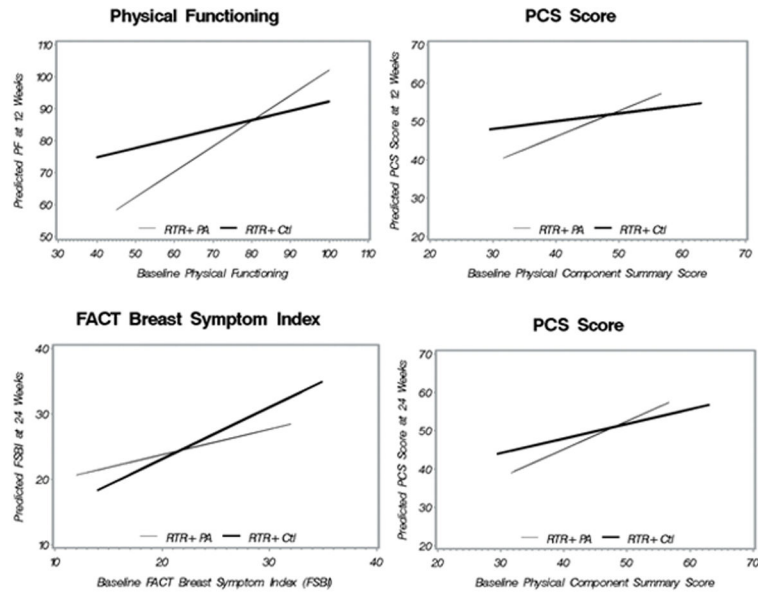 Physical Functioning
Predicted PF at 12 Weeks
110
100
90
80
70
60
50
RTR+ PA RTR+ Ctl
30 40 50 60 70 80 90 100 110
Baseline Physical Functioning
PCS Score
Predicted PCS Score at 12 Weeks
70
60
50
40
30
20
RTR+ PA RTR+ Ctl
20 30 40 50 60 70
Baseline Physical Component Summary Score
FACT Breast Symptom Index
Predicted FSBI at 24 Weeks
40
30
20
10
RTR+ PA RTR+ Ctl
10 20 30 40
Baseline FACT Breast Symptom Index (FSBI)
PCS Score
Predicted PCS Score at 24 Weeks
70
60
50
40
30
20
RTR+ PA RTR+ Ctl
20 30 40 50 60 70
Baseline Physical Component Summary Score